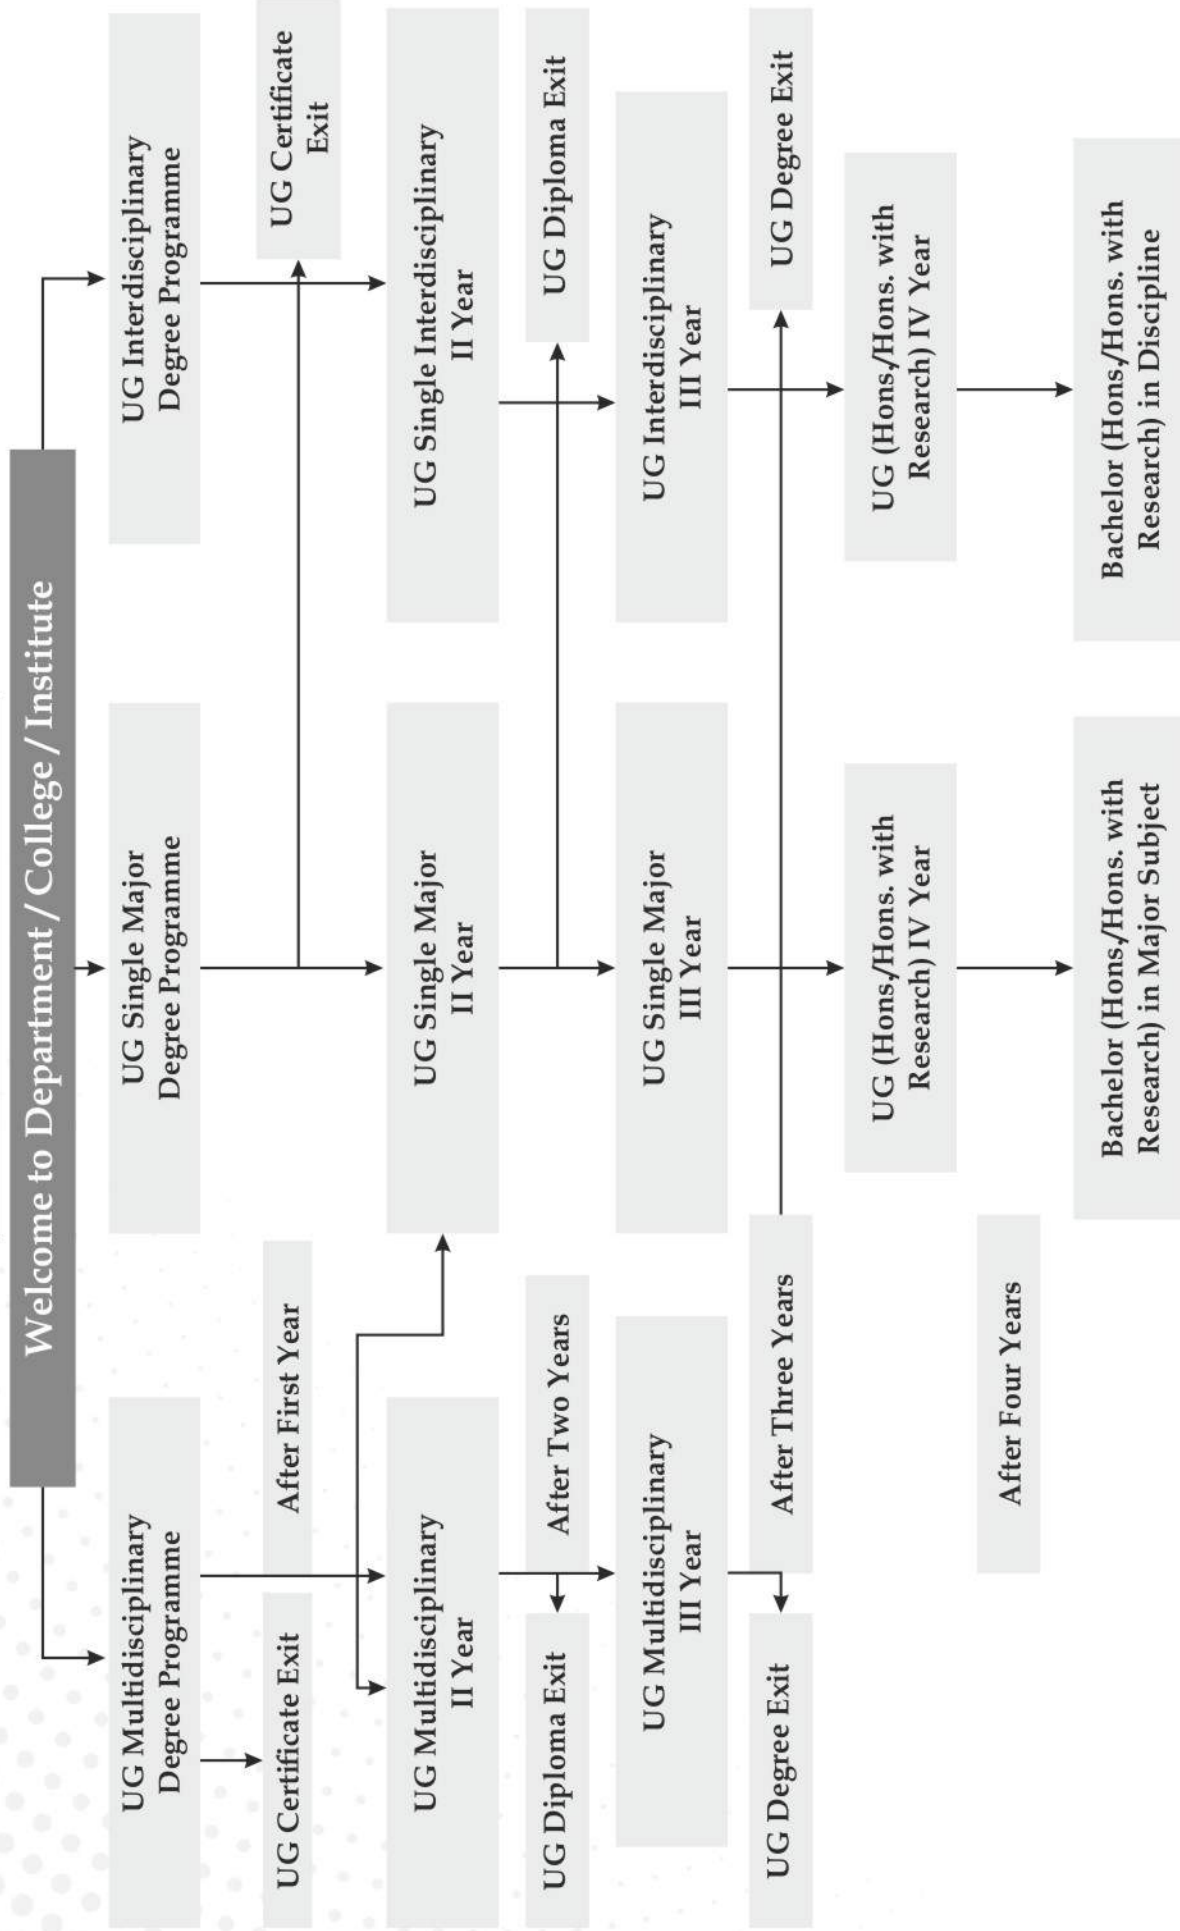 Welcome to Department / College / Institute
UG Multidisciplinary
Degree Programme
UG Single Major
Degree Programme
UG Interdisciplinary
Degree Programme
UG Certificate Exit
After First Year
UG Certificate
Exit
UG Multidisciplinary
II Year
UG Single Major
II Year
UG Single Interdisciplinary
II Year
UG Diploma Exit
After Two Years
UG Diploma Exit
UG Multidisciplinary
III Year
UG Single Major
III Year
UG Interdisciplinary
III Year
UG Degree Exit
After Three Years
UG Degree Exit
UG (Hons./Hons. with
Research) IV Year
UG (Hons./Hons. with
Research) IV Year
After Four Years
Bachelor (Hons./Hons. with
Research) in Major Subject
Bachelor (Hons./Hons. with
Research) in Discipline